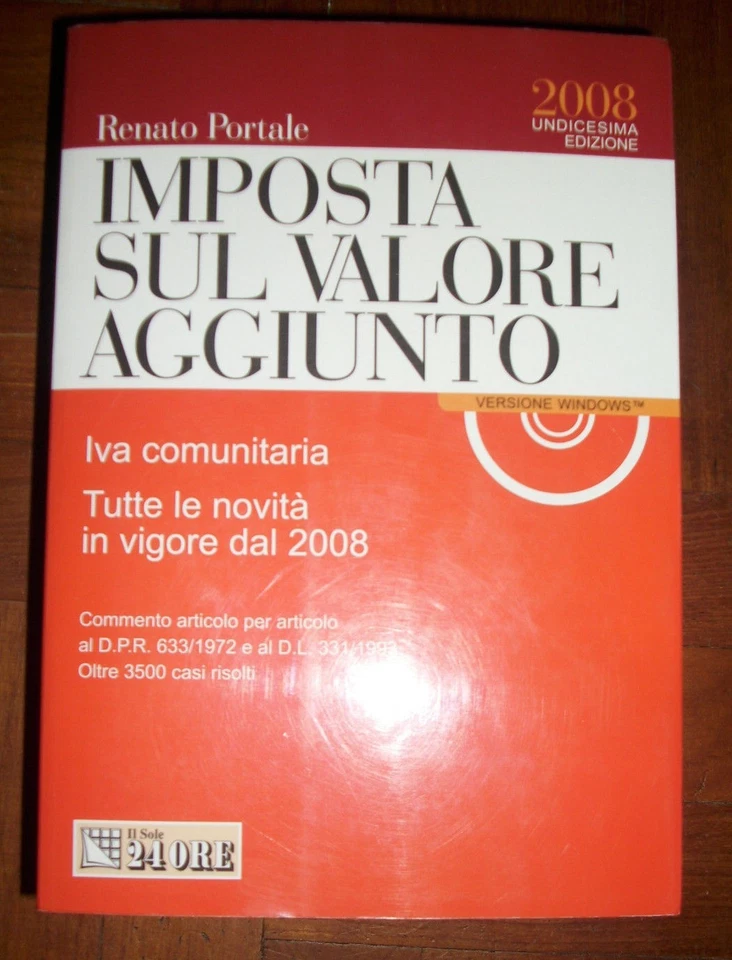 2008
UNDICESIMA
EDIZIONE
Renato Portale
IMPOSTA
SUL VALORE
AGGIUNTO
VERSIONE WINDOWS™
Iva comunitaria
Tutte le novità
in vigore dal 2008
Commento articolo per articolo
al D.P.R. 633/1972 e al D.L. 331/1993
Oltre 3500 casi risolti
Il Sole
24 ORE